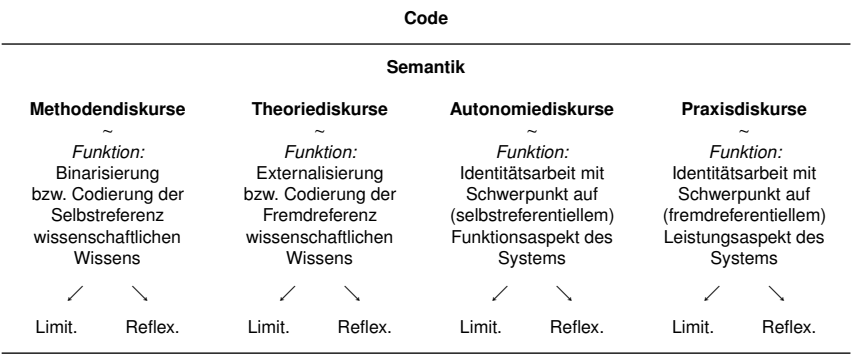 Code
Semantik
Methodendiskurse Theoriediskurse Autonomiediskurse Praxisdiskurse
~ ~ ~ ~
Funktion: Funktion: Funktion: Funktion:
Binarisierung Externalisierung Identitätsarbeit mit Identitätsarbeit mit
bzw. Codierung der bzw. Codierung der Schwerpunkt auf Schwerpunkt auf
Selbstreferenz Fremdreferenz (selbstreferentiellem) (fremdreferentiellem)
wissenschaftlichen wissenschaftlichen Funktionsaspekt des Leistungsaspekt des
Wissens Wissens Systems Systems
↙ ↘ ↙ ↘ ↙ ↘ ↙ ↘
Limit. Reflex. Limit. Reflex. Limit. Reflex. Limit. Reflex.